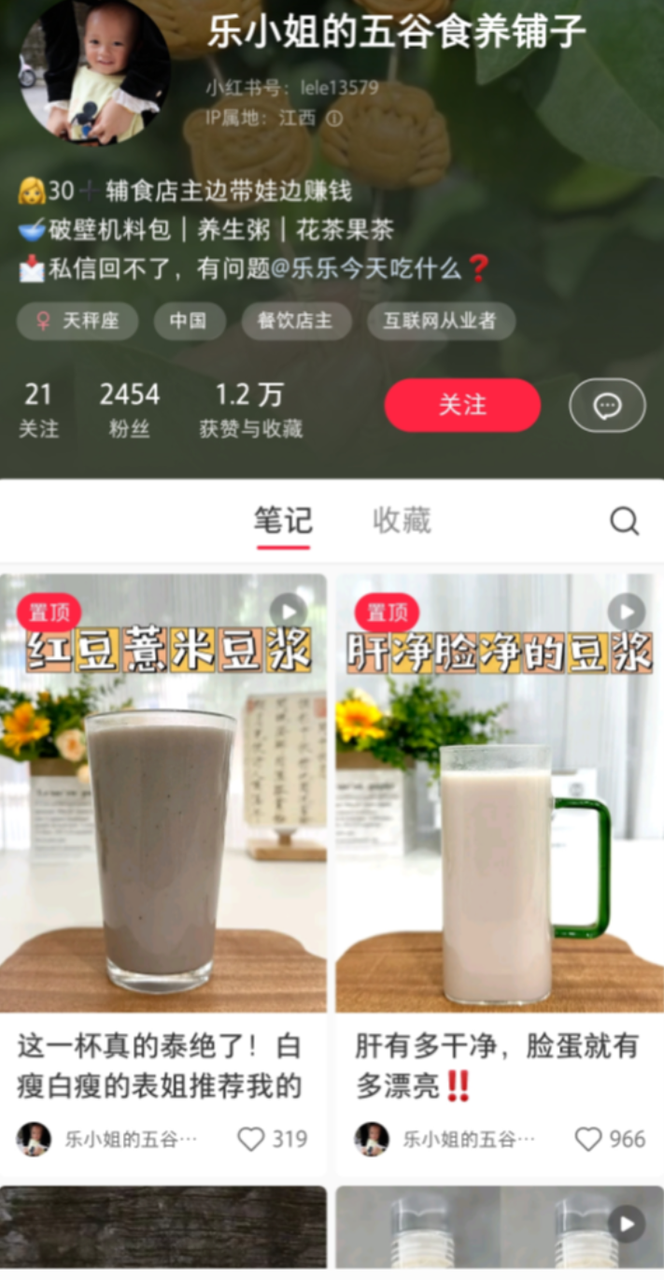 乐小姐的五谷食养铺子
小红书号：lele13579
IP属地：江西
30➕辅食店主边带娃边赚钱
破壁机料包｜养生粥｜花茶果茶
私信回不了，有问题@乐乐今天吃什么❓
天秤座 中国 餐饮店主 互联网从业者
21 2454 1.2 万
关注 粉丝 获赞与收藏 关注
笔记 收藏
置顶
红豆薏米豆浆
这一杯真的泰绝了！白
瘦白瘦的表姐推荐我的
乐小姐的五谷… 319
置顶
肝净脸净的豆浆
肝有多干净，脸蛋就有
多漂亮‼️
乐小姐的五谷… 966